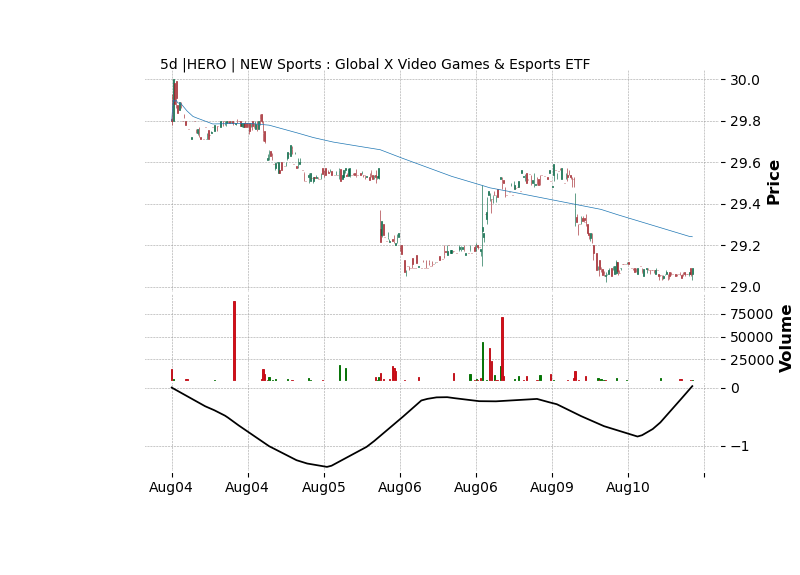 5d |HERO | NEW Sports : Global X Video Games & Esports ETF
30.0
29.8
29.6
29.4
29.2
29.0
Price
75000
50000
25000
Volume
0
−1
Aug04 Aug04 Aug05 Aug06 Aug06 Aug09 Aug10